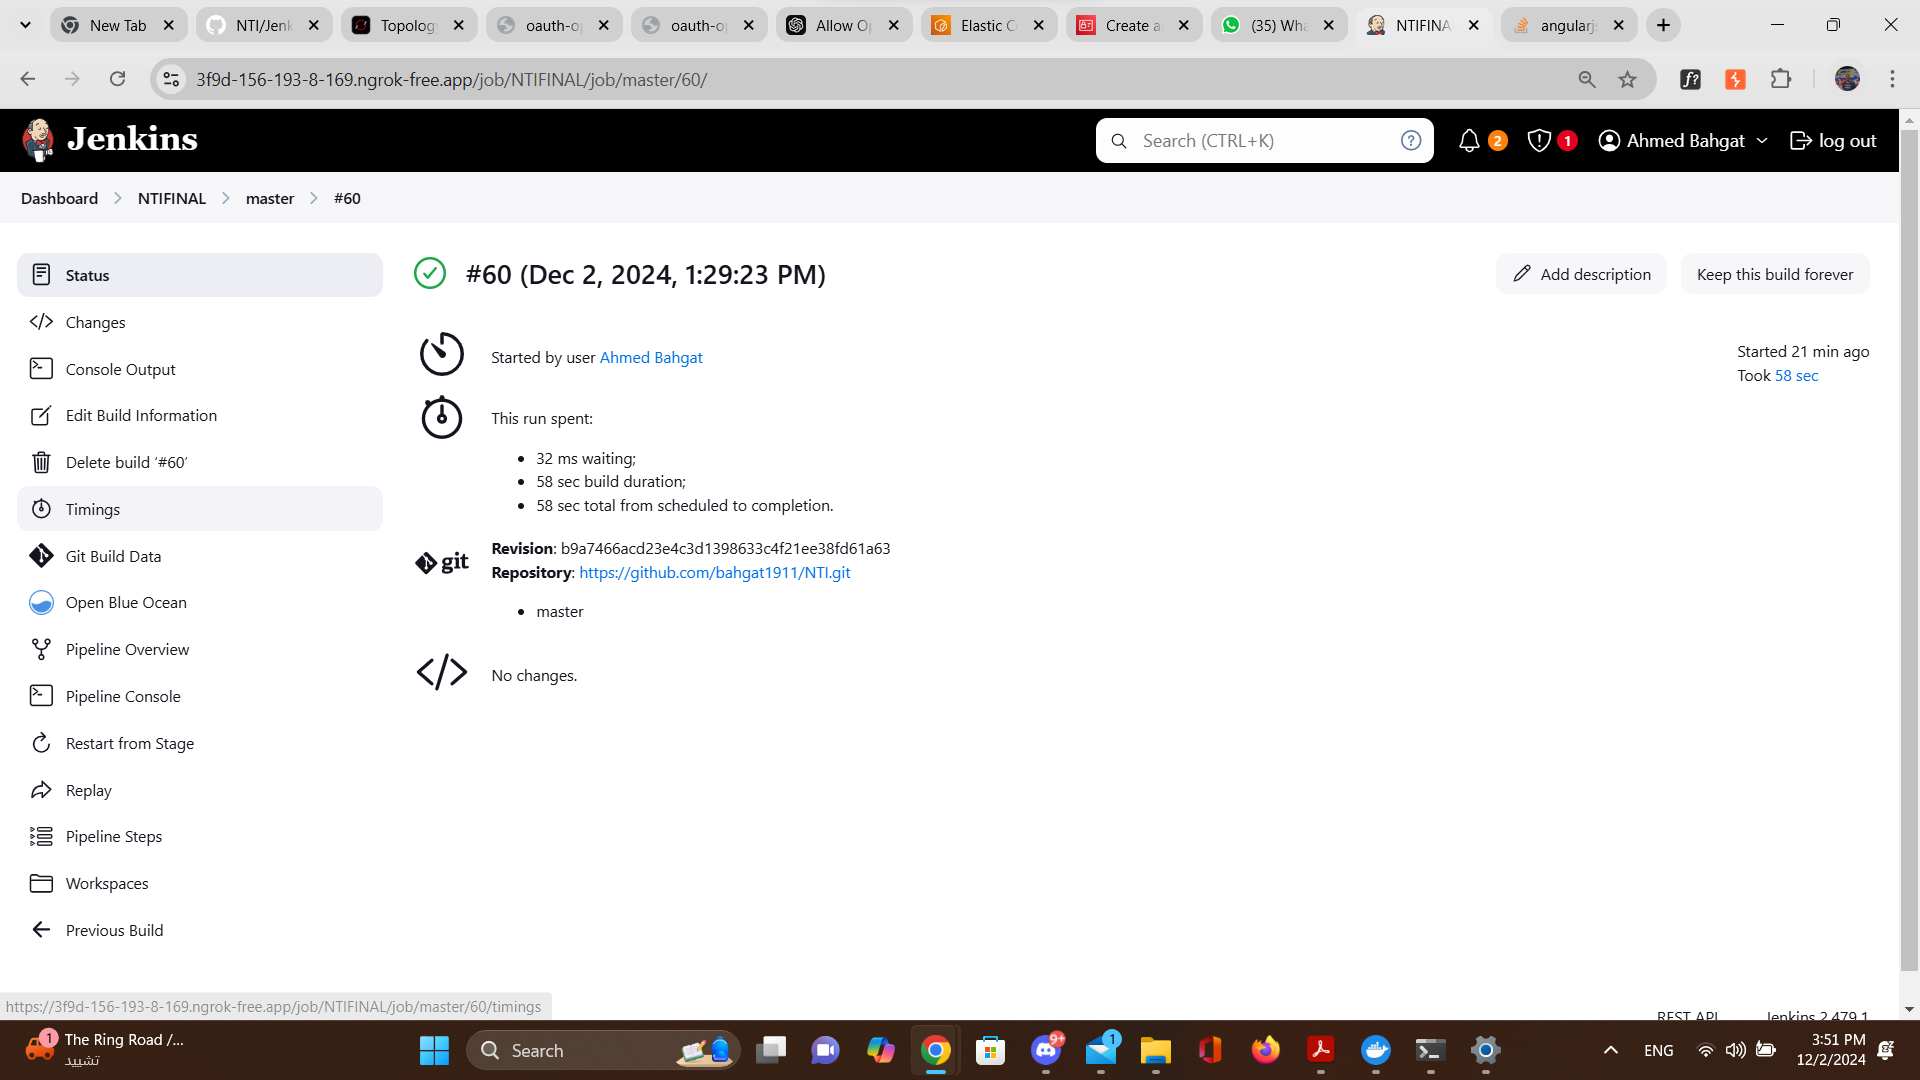 New Tab
NTI/Jenk
Topology
oauth-op
oauth-op
Allow Op
Elastic C
Create a
(35) Wha
NTIFINA
angularjs
3f9d-156-193-8-169.ngrok-free.app/job/NTIFINAL/job/master/60/
Jenkins
Search (CTRL+K)
2
1
Ahmed Bahgat
log out
Dashboard
NTIFINAL
master
#60
Status
Changes
Console Output
Edit Build Information
Delete build ‘#60’
Timings
Git Build Data
Open Blue Ocean
Pipeline Overview
Pipeline Console
Restart from Stage
Replay
Pipeline Steps
Workspaces
Previous Build
#60 (Dec 2, 2024, 1:29:23 PM)
Add description
Keep this build forever
Started by user Ahmed Bahgat
Started 21 min ago
Took 58 sec
This run spent:
32 ms waiting;
58 sec build duration;
58 sec total from scheduled to completion.
git
Revision: b9a7466acd23e4c3d1398633c4f21ee38fd61a63
Repository: https://github.com/bahgat1911/NTI.git
master
No changes.
https://3f9d-156-193-8-169.ngrok-free.app/job/NTIFINAL/job/master/60/timings
REST API
Jenkins 2.479.1
1
The Ring Road /...
تشييد
Search
9+
1
ENG
3:51 PM
12/2/2024